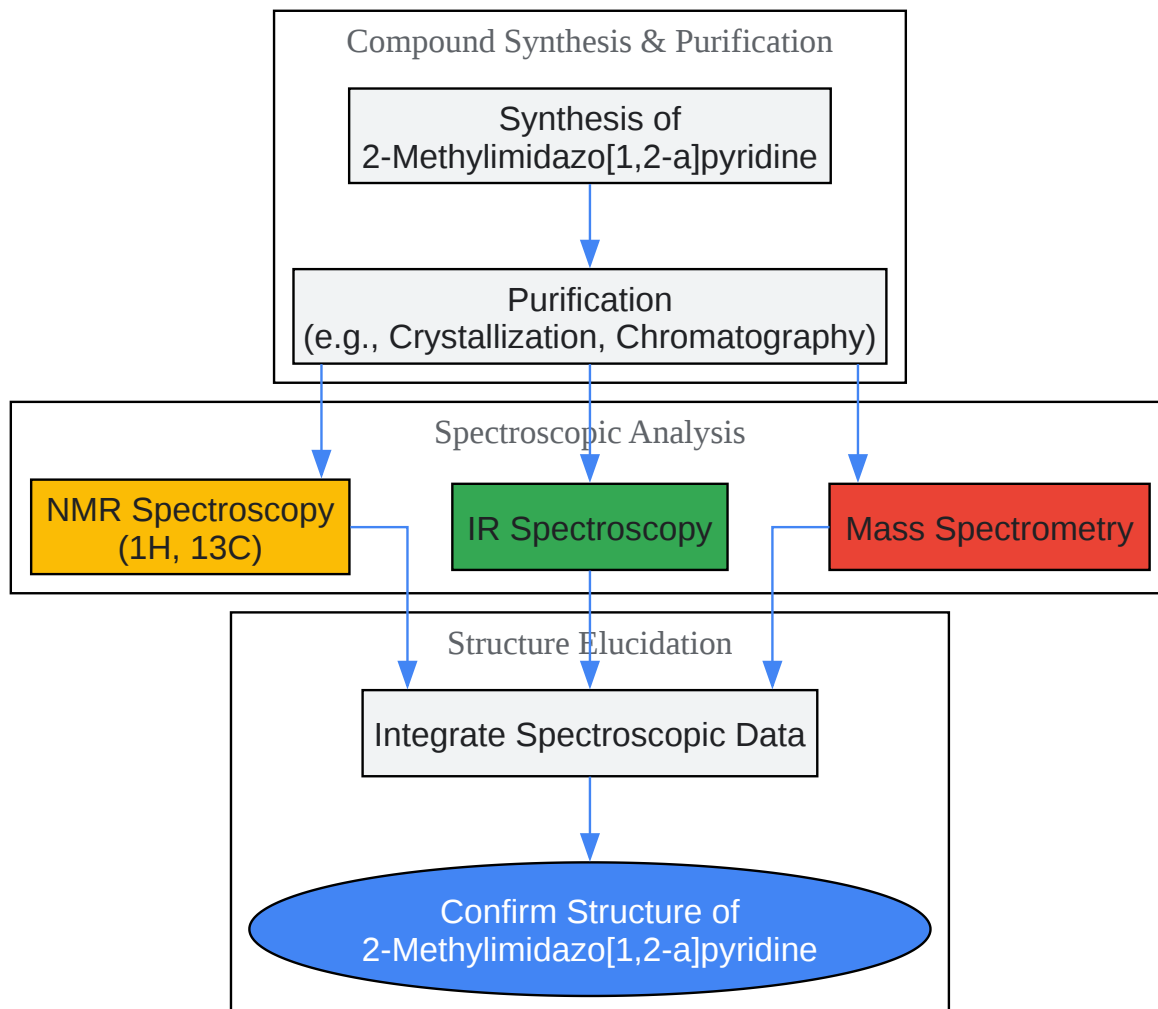 Compound Synthesis & Purification
Synthesis of
2-Methylimidazo[1,2-a]pyridine
Purification
(e.g., Crystallization, Chromatography)
Spectroscopic Analysis
NMR Spectroscopy
(1H, 13C)
IR Spectroscopy
Mass Spectrometry
Structure Elucidation
Integrate Spectroscopic Data
Confirm Structure of
2-Methylimidazo[1,2-a]pyridine